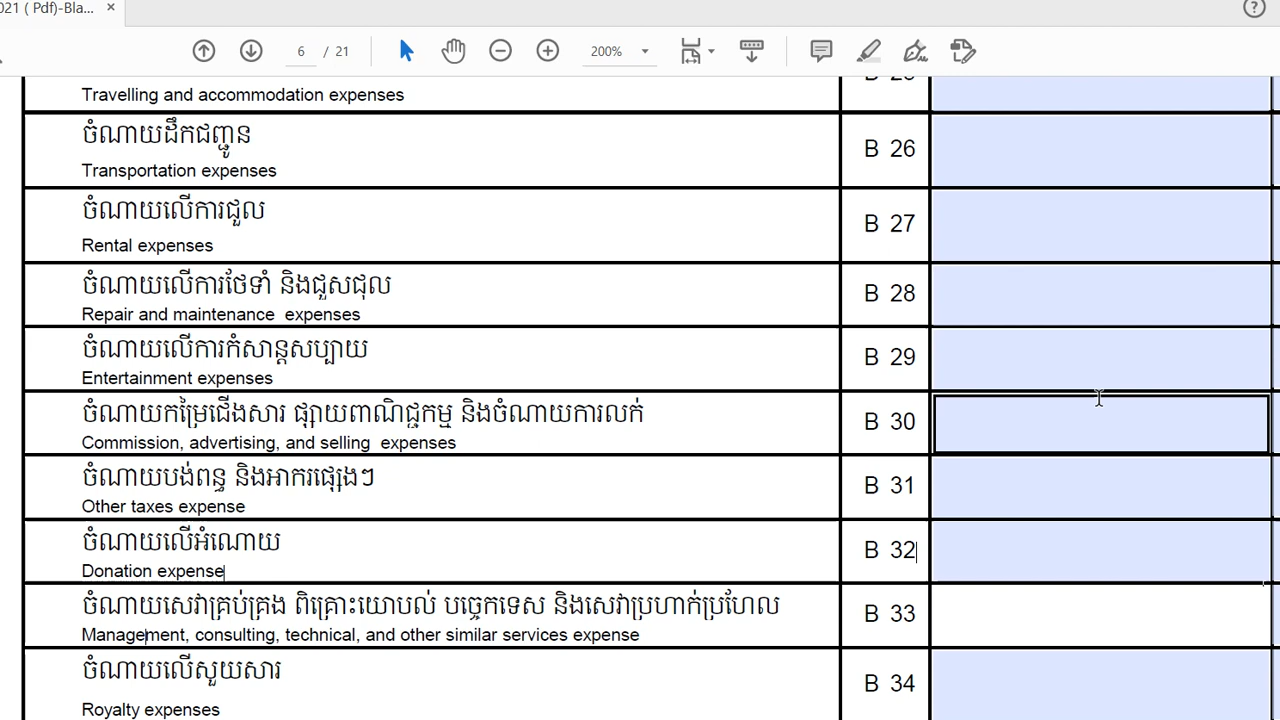 021 ( Pdf)-Bla... ×
6 / 21
200%
Travelling and accommodation expenses
ចំណាយដឹកជញ្ជូន
Transportation expenses
B 26
ចំណាយលើការជួល
Rental expenses
B 27
ចំណាយលើការថែទាំ និងជួសជុល
Repair and maintenance  expenses
B 28
ចំណាយលើការកំសាន្តសប្បាយ
Entertainment expenses
B 29
ចំណាយកម្រៃជើងសារ ផ្សាយពាណិជ្ជកម្ម និងចំណាយការលក់
Commission, advertising, and selling  expenses
B 30
ចំណាយបង់ពន្ធ និងអាករផ្សេងៗ
Other taxes expense
B 31
ចំណាយលើអំណោយ
Donation expense
B 32
ចំណាយសេវាគ្រប់គ្រង ពិគ្រោះយោបល់ បច្ចេកទេស និងសេវាប្រហាក់ប្រហែល
Management, consulting, technical, and other similar services expense
B 33
ចំណាយលើសួយសារ
Royalty expenses
B 34